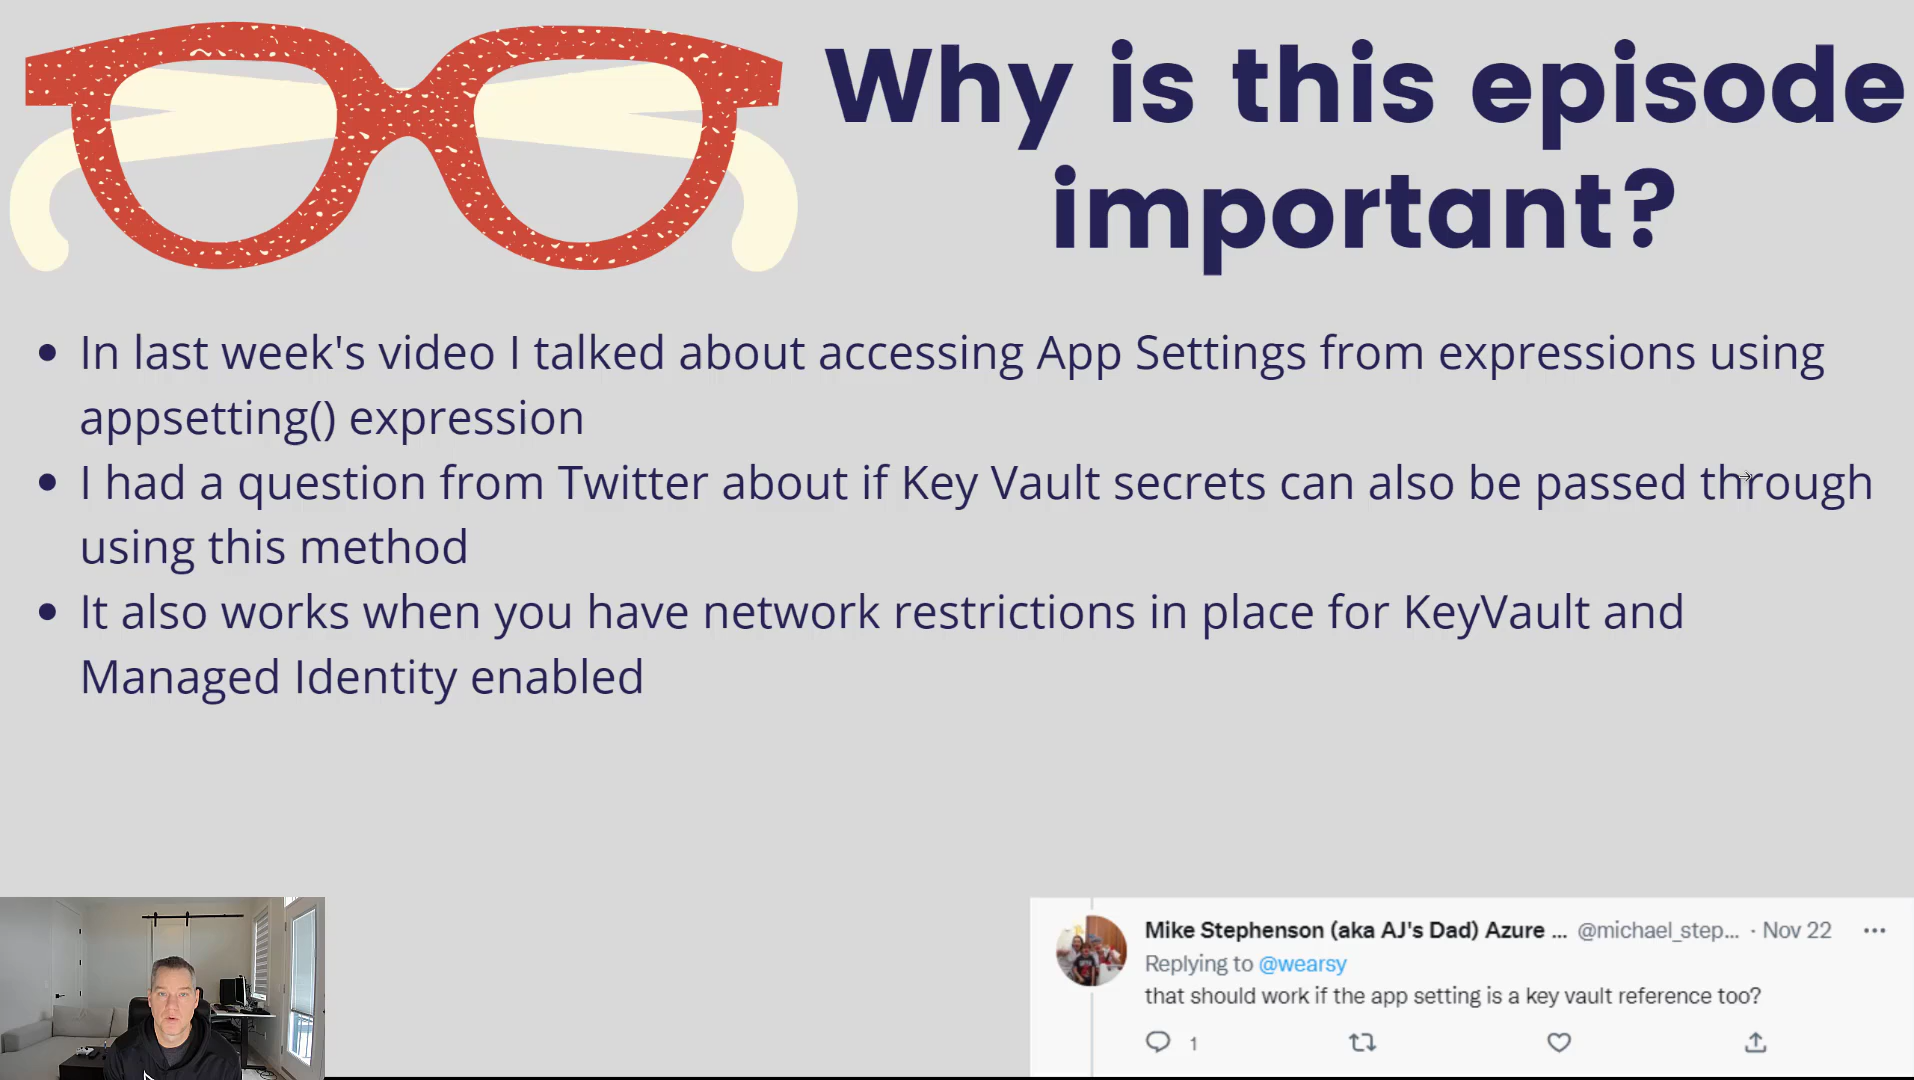 Why is this episode
important?
• In last week's video I talked about accessing App Settings from expressions using
appsetting() expression
• I had a question from Twitter about if Key Vault secrets can also be passed through
using this method
• It also works when you have network restrictions in place for KeyVault and
Managed Identity enabled
Mike Stephenson (aka AJ's Dad) Azure ... @michael_step... · Nov 22 ...
Replying to @wearsy
that should work if the app setting is a key vault reference too?
1